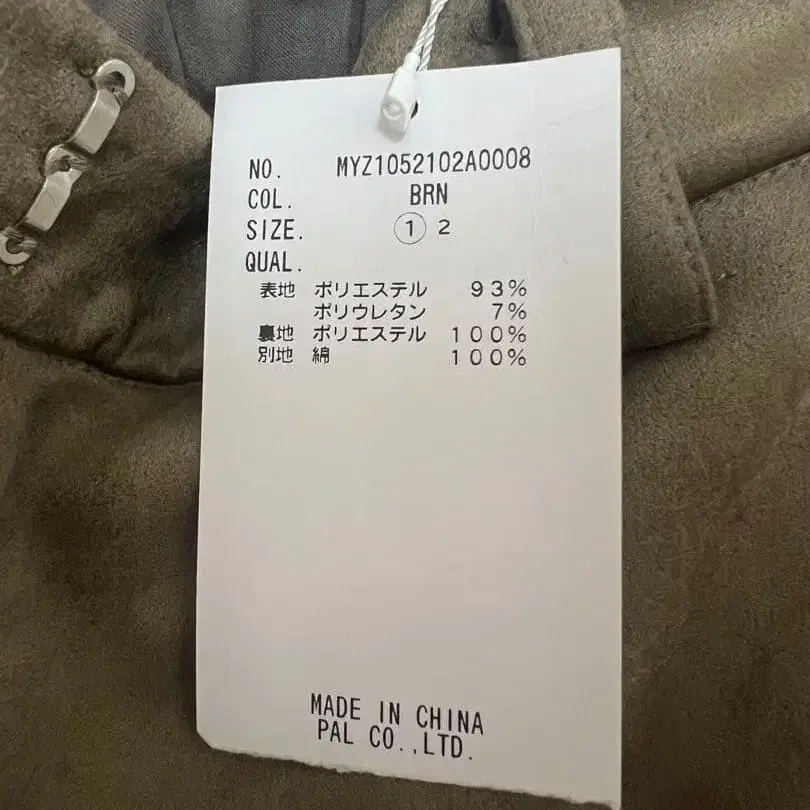 NO. MYZ1052102A0008
COL. BRN
SIZE. ① 2
QUAL.
表地 ポリエステル 93%
ポリウレタン 7%
裏地 ポリエステル 100%
別地 綿 100%
MADE IN CHINA
PAL CO.,LTD.